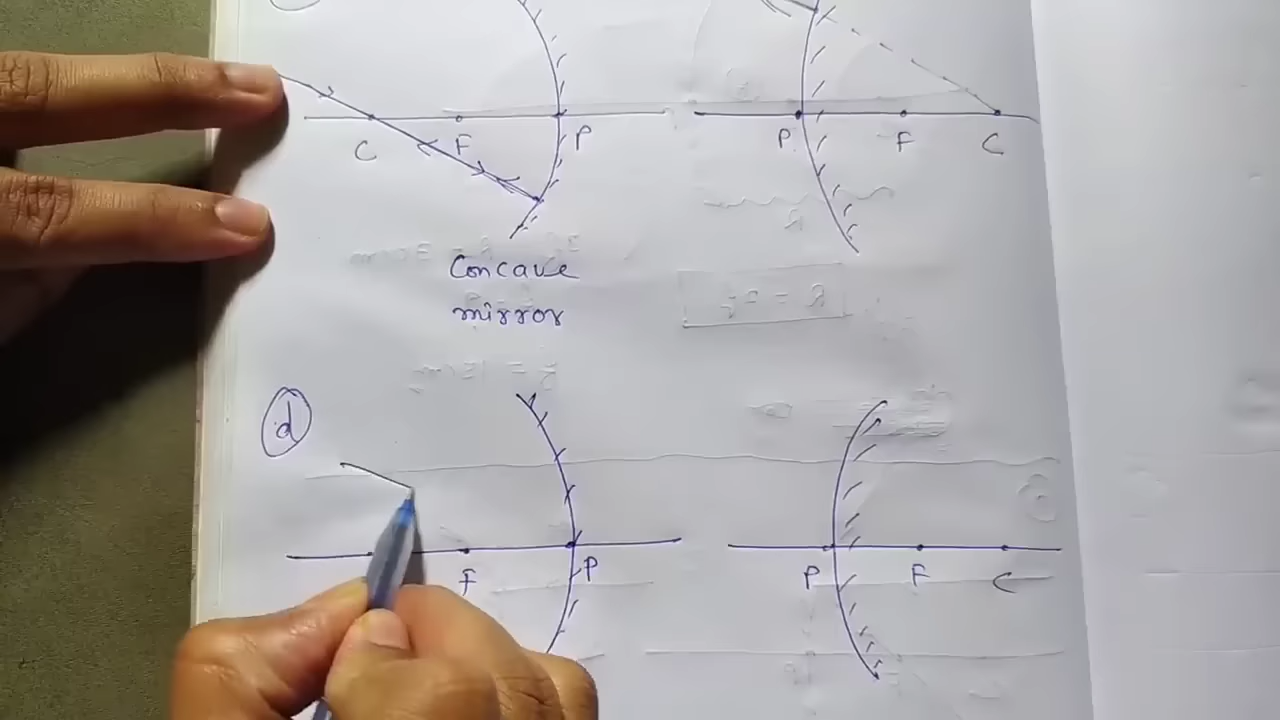 C F P
P F C
Concave
mirror
d
F P
P F C